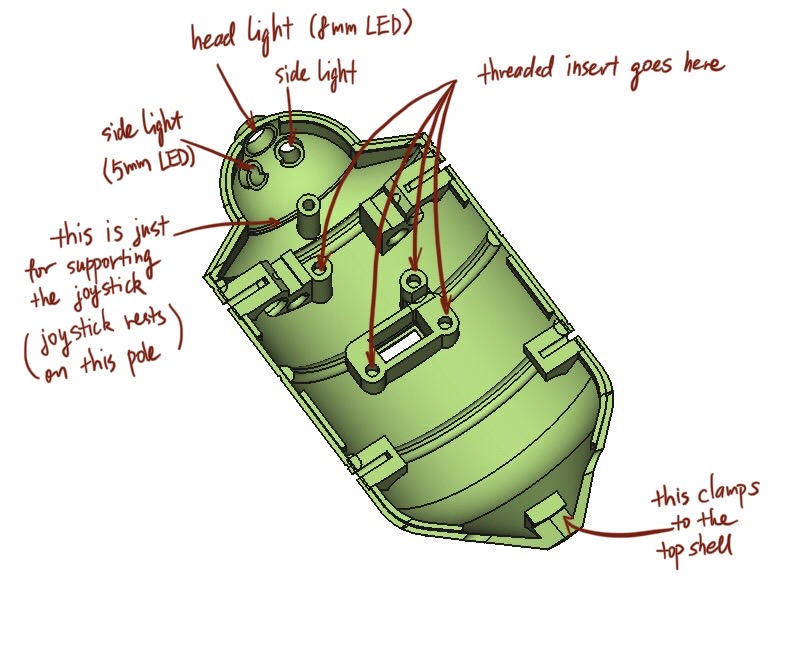 head light (8mm LED)
side light
threaded insert goes here
side light
(5mm LED)
this is just
for supporting
the joystick
(joystick rests
on this pole)
this clamps
to the
top shell